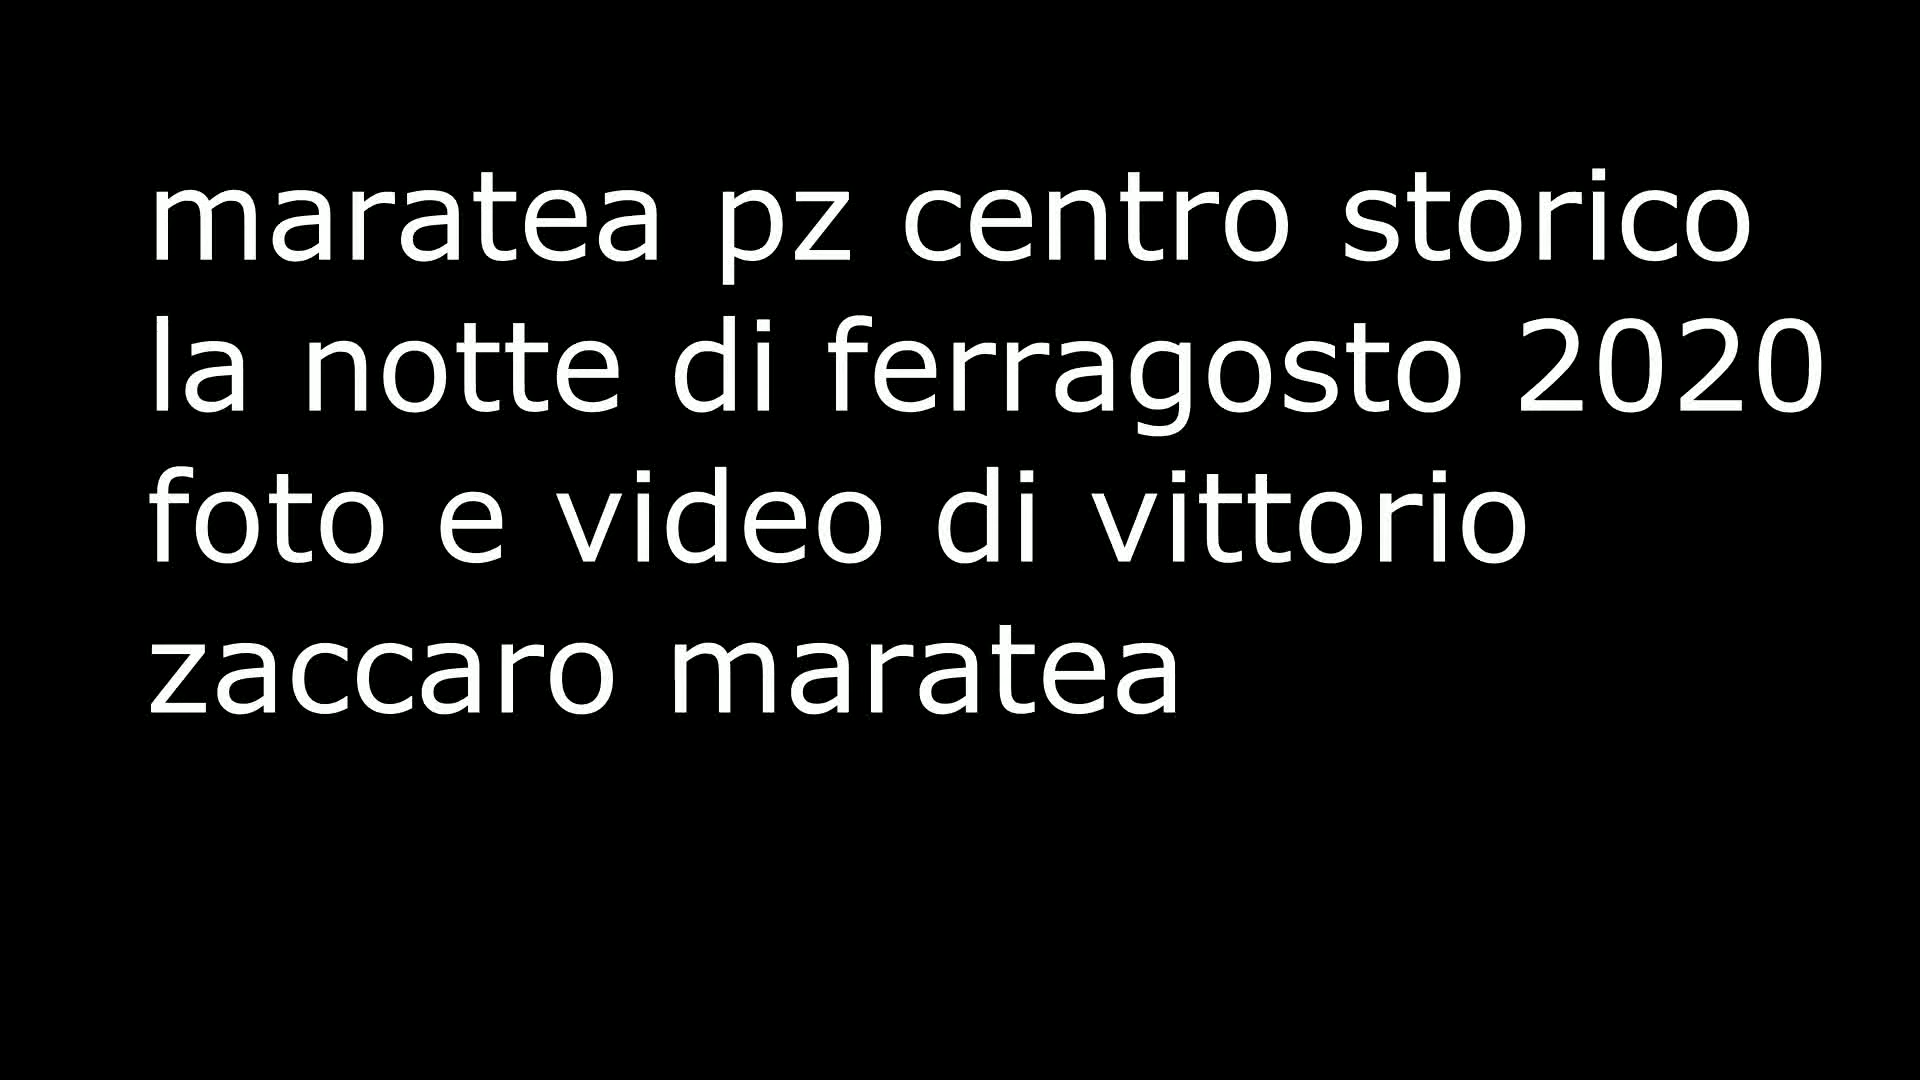 maratea pz centro storico
la notte di ferragosto 2020
foto e video di vittorio
zaccaro maratea